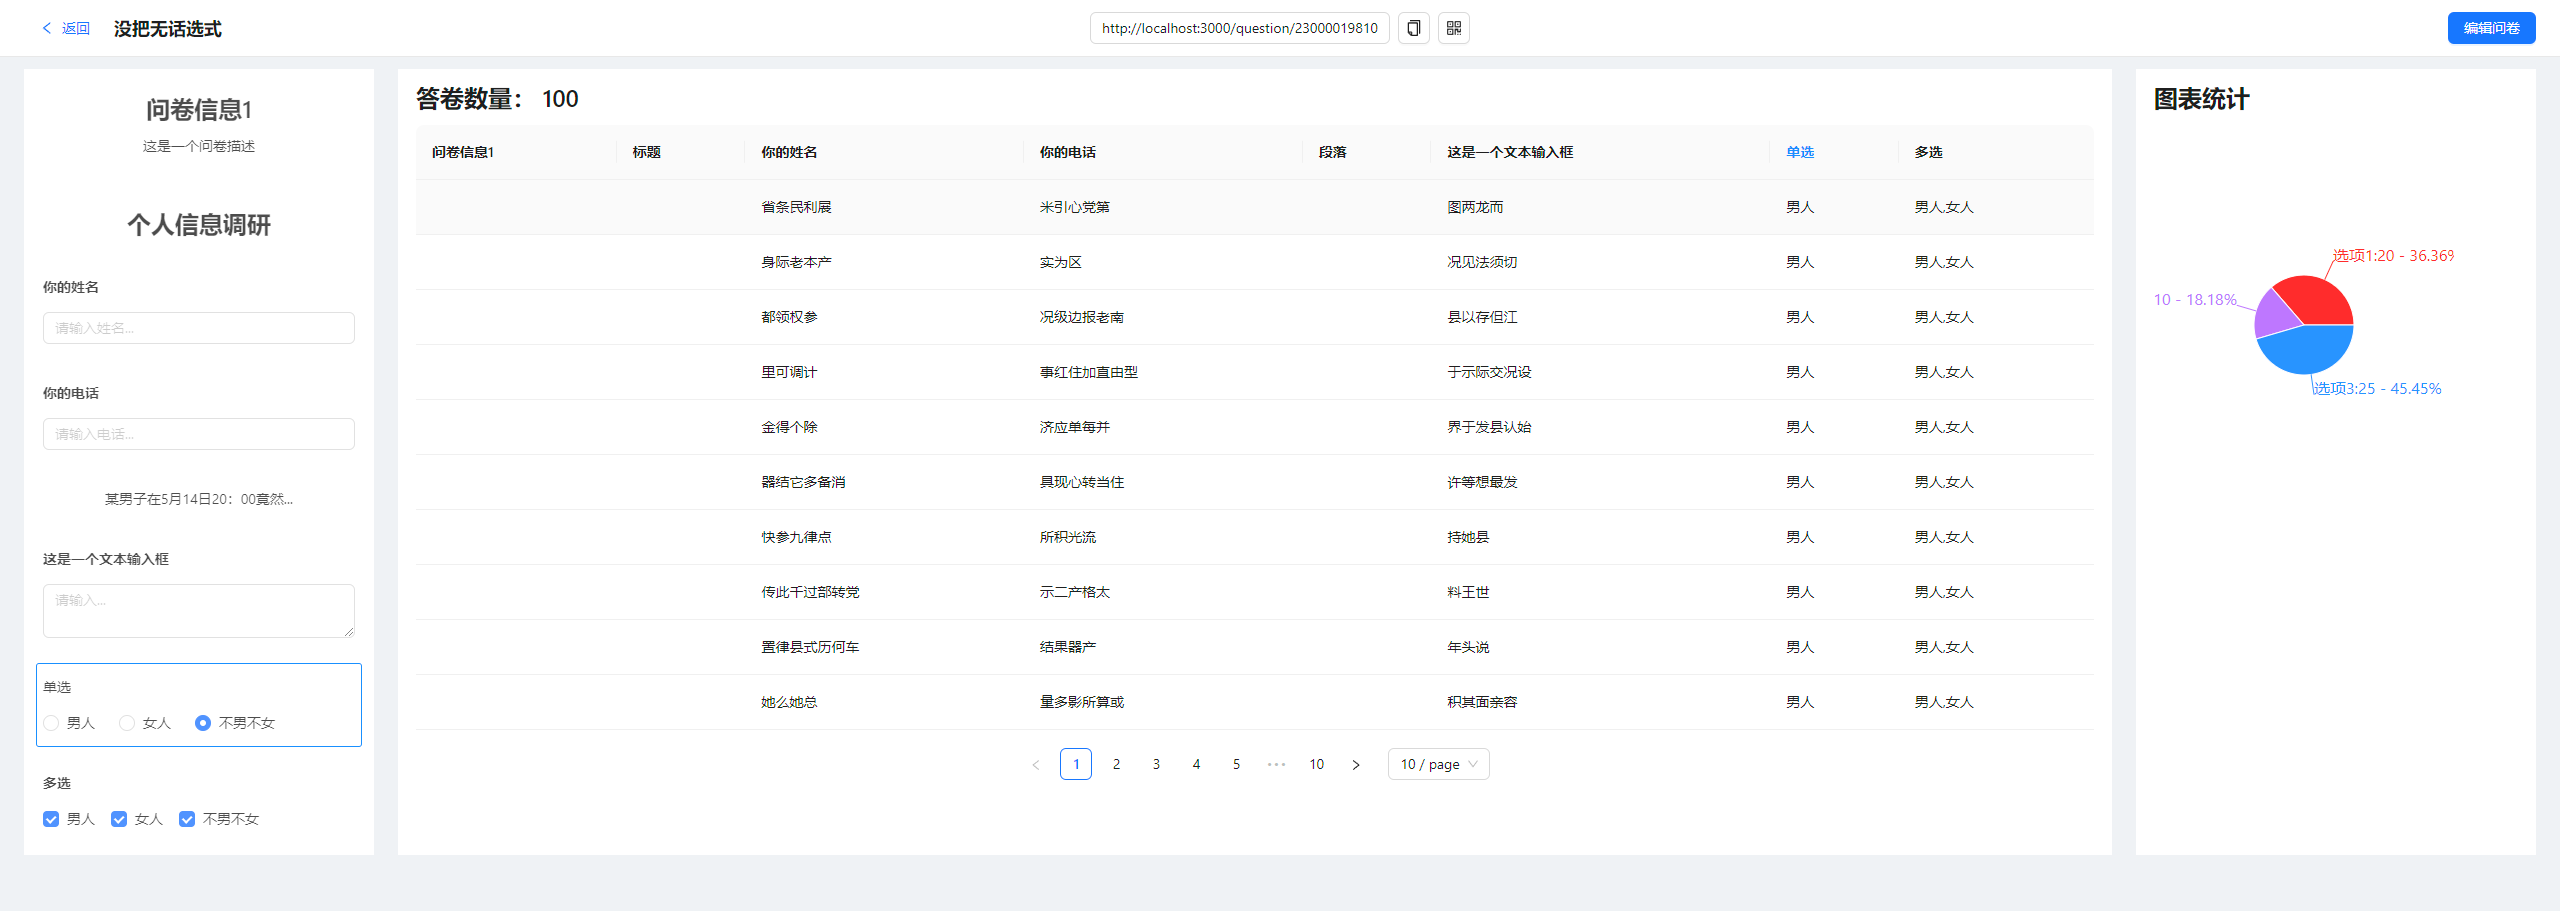 返回 没把无话选式 http://localhost:3000/question/23000019810 编辑问卷
问卷信息1
这是一个问卷描述
个人信息调研
你的姓名
请输入姓名...
你的电话
请输入电话...
某男子在5月14日20：00竟然...
这是一个文本输入框
请输入...
单选
男人 女人 不男不女
多选
男人 女人 不男不女
答卷数量： 100
问卷信息1 标题 你的姓名 你的电话 段落 这是一个文本输入框 单选 多选
省条民利展 米引心党第 图两龙而 男人 男人,女人
身际老本产 实为区 况见法须切 男人 男人,女人
都领权参 况级边报老南 县以存但江 男人 男人,女人
里可调计 事红住加直由型 于示际交况设 男人 男人,女人
金得个除 济应单每并 界于发县认始 男人 男人,女人
器结它多备消 具现心转当住 许等想最发 男人 男人,女人
快参九律点 所积光流 持她县 男人 男人,女人
传此千过部转党 示二产格太 料王世 男人 男人,女人
置律县式历何车 结果器产 年头说 男人 男人,女人
她么她总 量多影所算或 积其面亲容 男人 男人,女人
1 2 3 4 5 ••• 10 10 / page
图表统计
选项1:20 - 36.36%
10 - 18.18%
选项3:25 - 45.45%